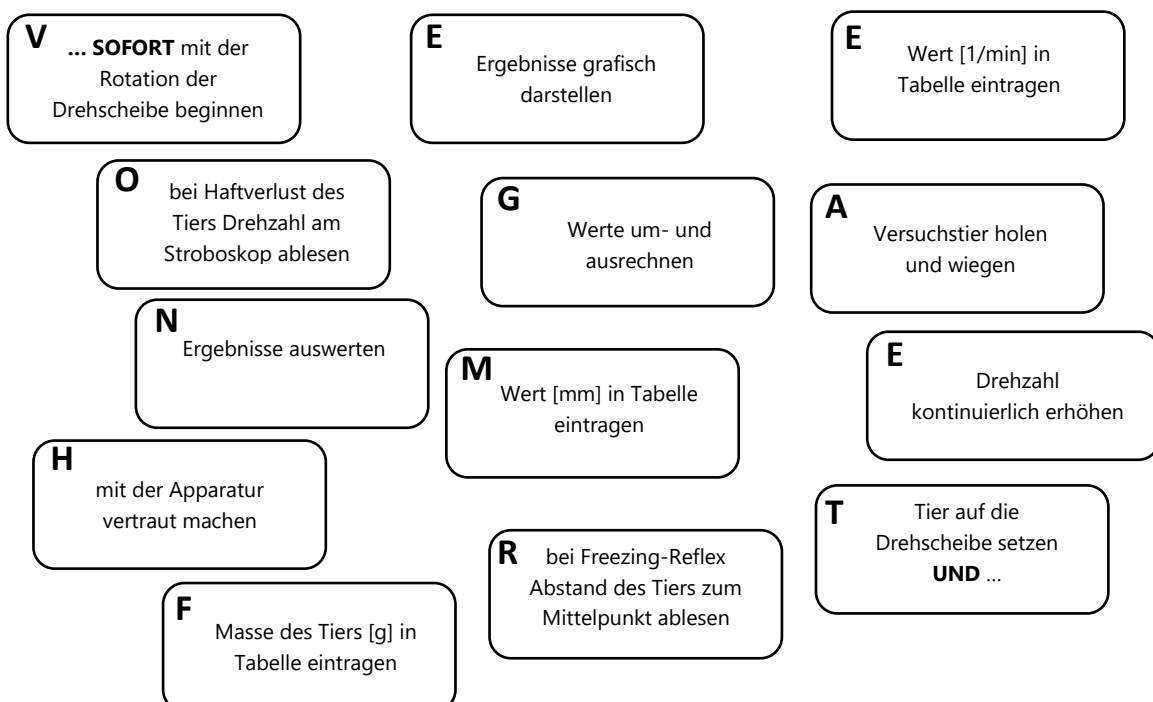 V
... SOFORT mit der
Rotation der
Drehscheibe beginnen
E
Ergebnisse grafisch
darstellen
E
Wert [1/min] in
Tabelle eintragen
O
bei Haftverlust des
Tiers Drehzahl am
Stroboskop ablesen
G
Werte um- und
ausrechnen
A
Versuchstier holen
und wiegen
N
Ergebnisse auswerten
M
Wert [mm] in Tabelle
eintragen
E
Drehzahl
kontinuierlich erhöhen
H
mit der Apparatur
vertraut machen
T
Tier auf die
Drehscheibe setzen
UND ...
R
bei Freezing-Reflex
Abstand des Tiers zum
Mittelpunkt ablesen
F
Masse des Tiers [g] in
Tabelle eintragen